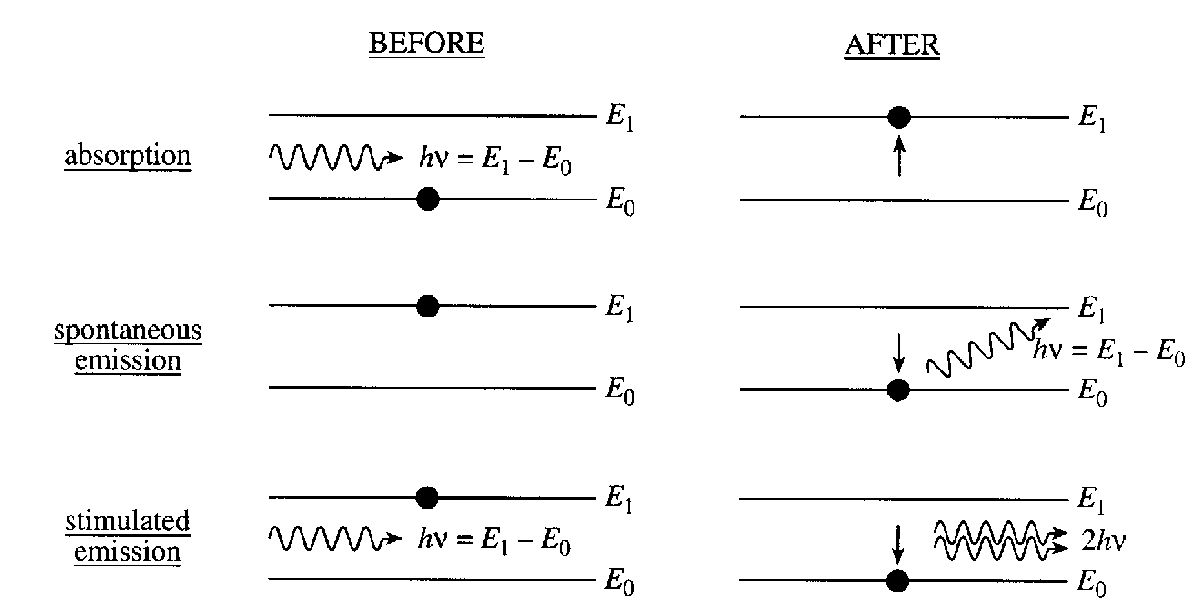 BEFORE AFTER
E₁ E₁
absorption hν = E₁ − E₀
E₀ E₀
E₁ E₁
spontaneous
emission hν = E₁ − E₀
E₀ E₀
E₁ E₁
stimulated
emission hν = E₁ − E₀ 2hν
E₀ E₀